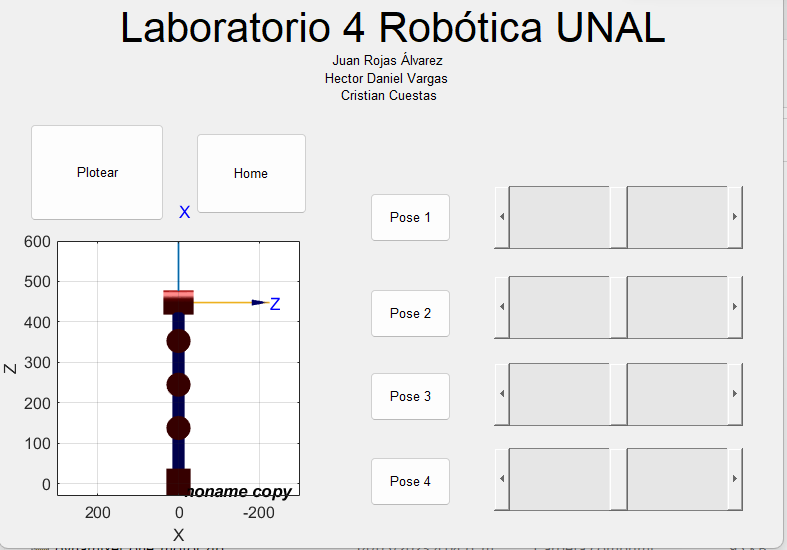 Laboratorio 4 Robótica UNAL
Juan Rojas Álvarez
Hector Daniel Vargas
Cristian Cuestas
Plotear
Home
Pose 1
Pose 2
Pose 3
Pose 4
X
Z
600
500
400
300
200
100
0
Z
noname copy
200
0
-200
X